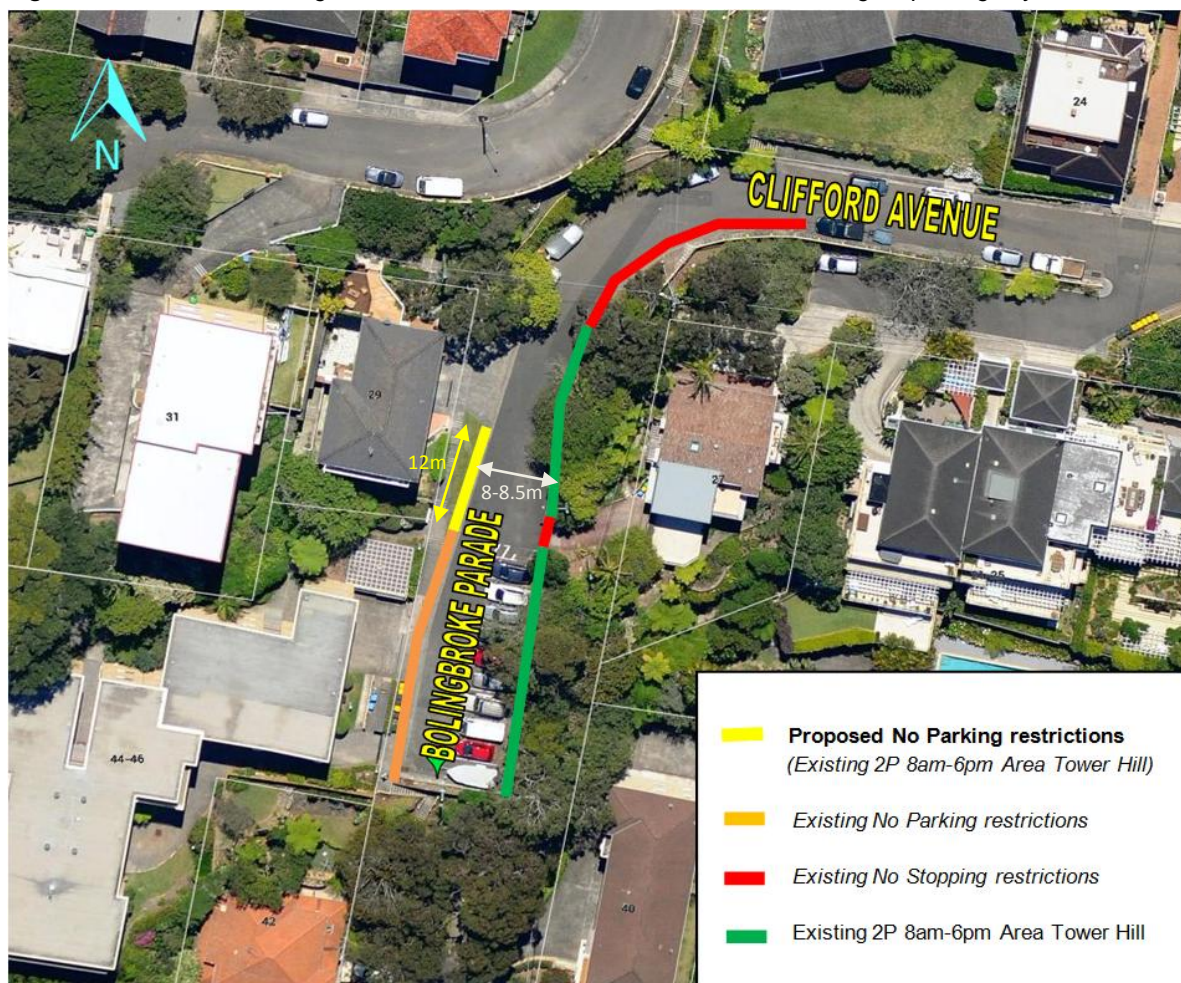 N
CLIFFORD AVENUE
24
31
29
27
12m
8-8.5m
BOLINGBROKE PARADE
25
44-46
42
40
Proposed No Parking restrictions
(Existing 2P 8am-6pm Area Tower Hill)
Existing No Parking restrictions
Existing No Stopping restrictions
Existing 2P 8am-6pm Area Tower Hill